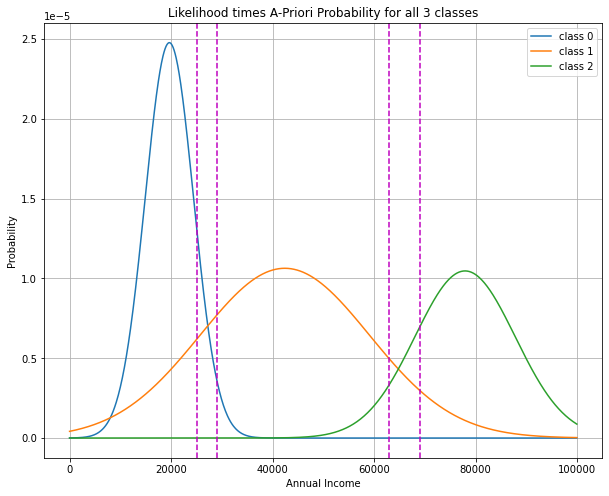 Likelihood times A-Priori Probability for all 3 classes
1e−5
class 0
class 1
class 2
2.5
2.0
1.5
1.0
0.5
0.0
Probability
0
20000
40000
60000
80000
100000
Annual Income